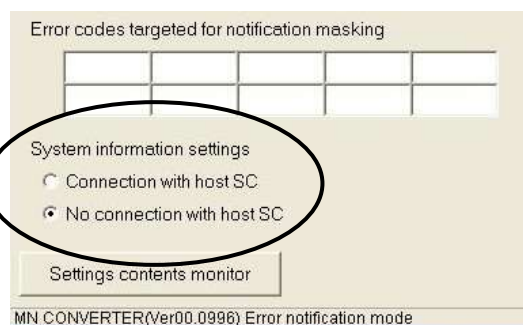 Error codes targeted for notification masking
System information settings
Connection with host SC
No connection with host SC
Settings contents monitor
MN CONVERTER(Ver00.0996) Error notification mode